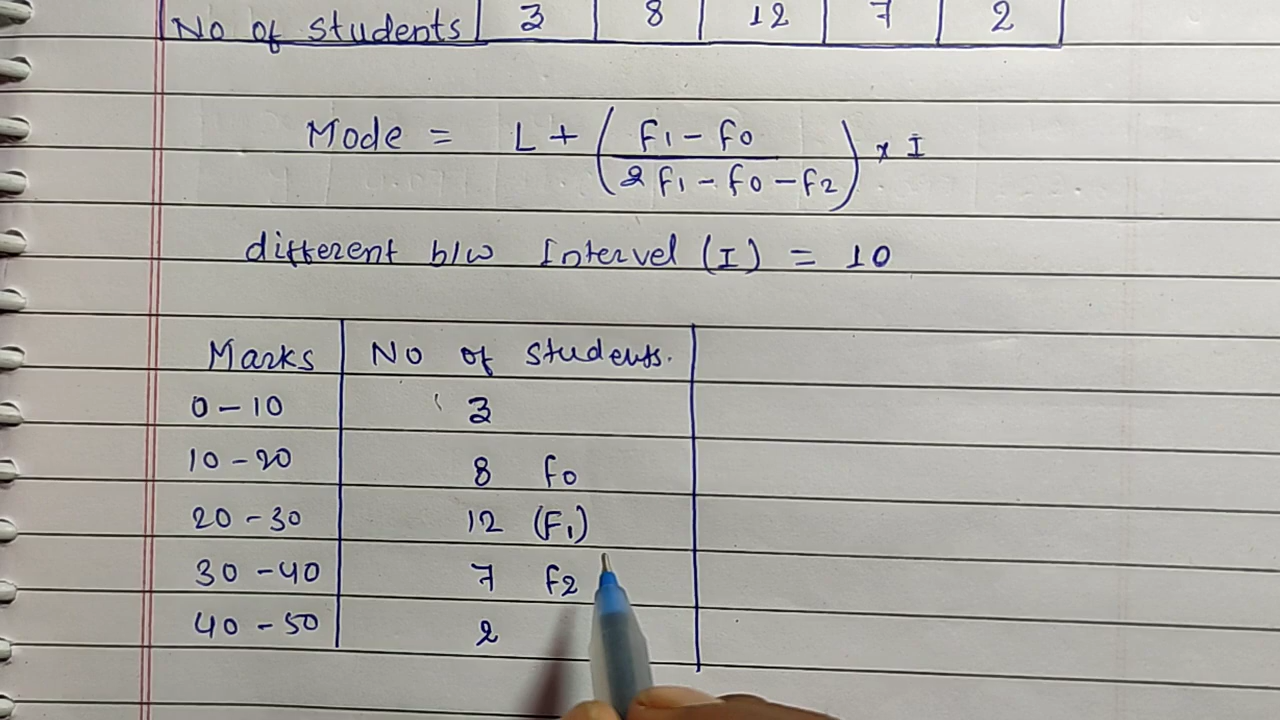 No of Students 3 8 12 7 2
Mode = L + (F1 - F0 / 2F1 - F0 - F2) × I
different b/w Interval (I) = 10
Marks No of Students.
0-10 3
10-20 8 F0
20-30 12 (F1)
30-40 7 F2
40-50 2